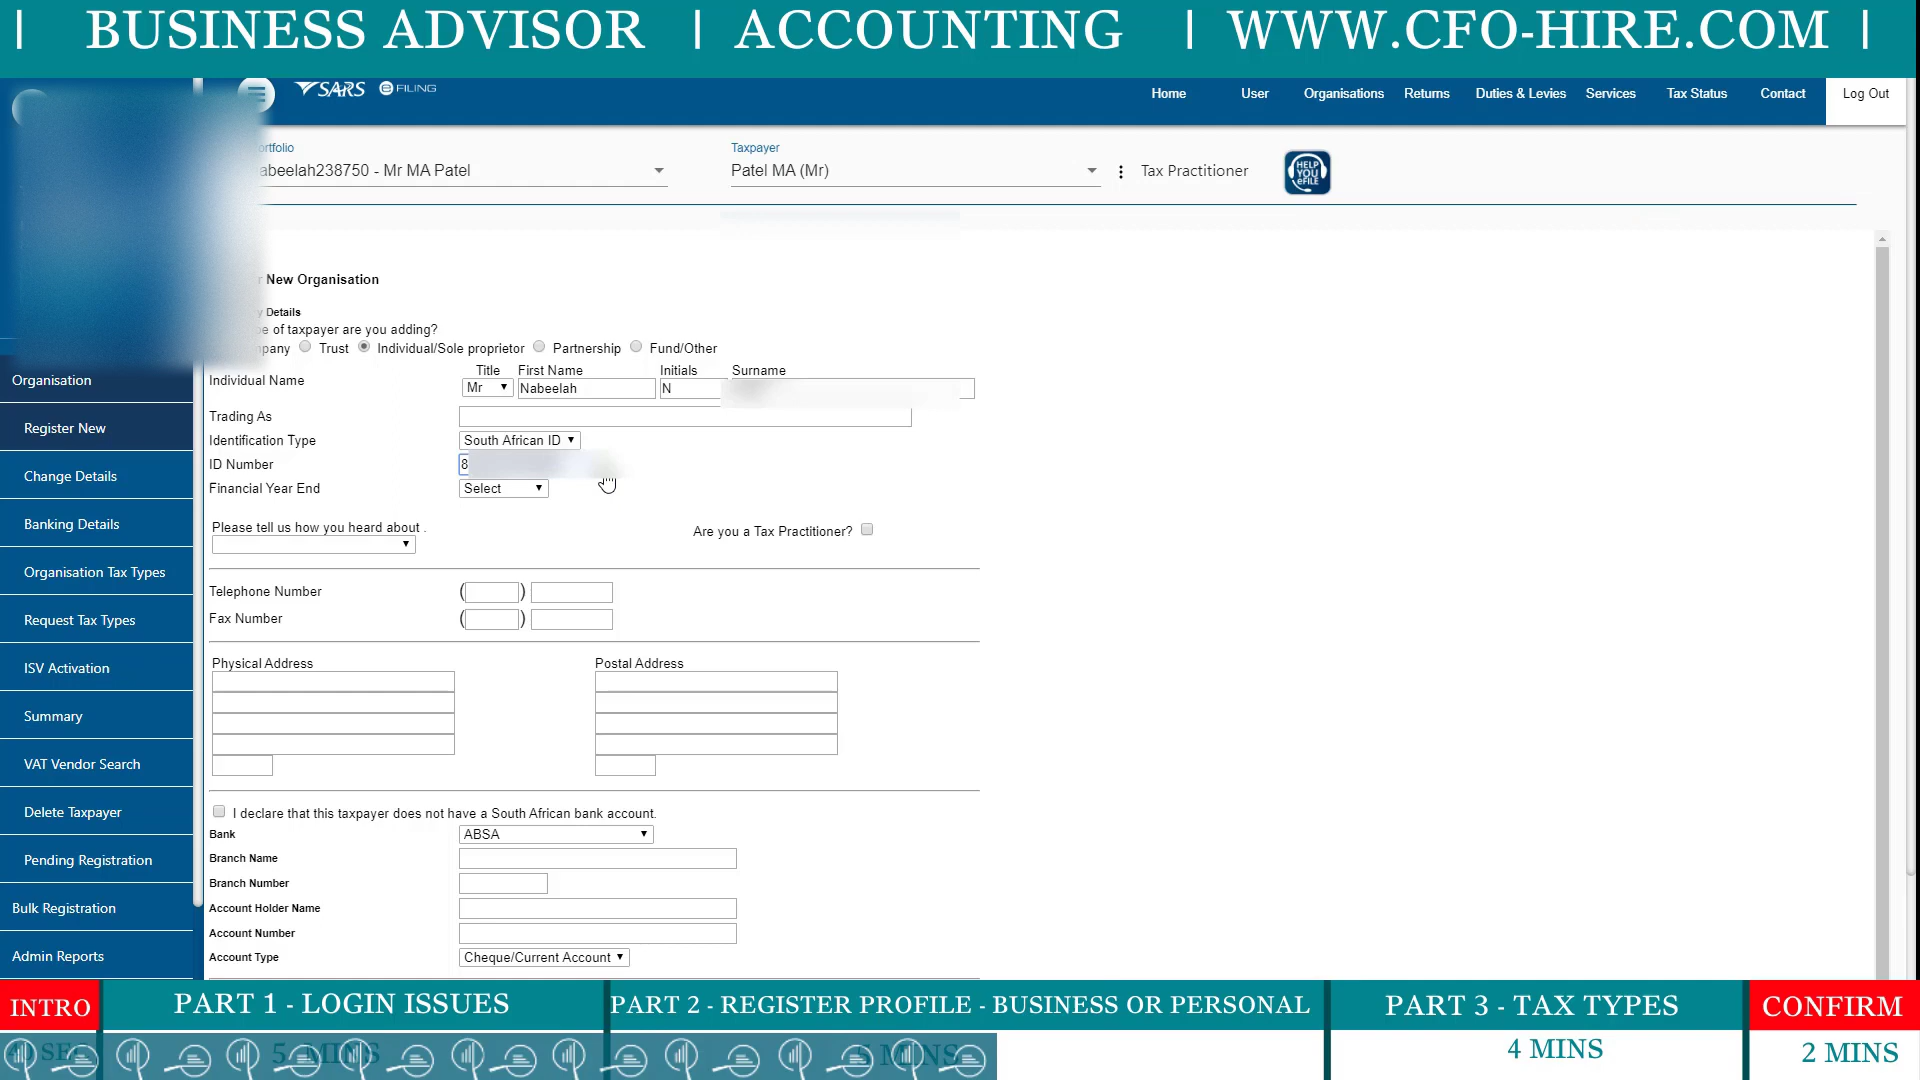 | BUSINESS ADVISOR | ACCOUNTING | WWW.CFO-HIRE.COM |
SARS eFILING
Home User Organisations Returns Duties & Levies Services Tax Status Contact Log Out
ortfolio Taxpayer
abeelah238750 - Mr MA Patel Patel MA (Mr) Tax Practitioner
HELP YOU eFILE
New Organisation
Details
of taxpayer are you adding?
Trust Individual/Sole proprietor Partnership Fund/Other
Title First Name Initials Surname
Individual Name Mr Nabeelah N
Trading As
Identification Type South African ID
ID Number 8
Financial Year End Select
Please tell us how you heard about . Are you a Tax Practitioner?
Telephone Number ( )
Fax Number ( )
Physical Address Postal Address
I declare that this taxpayer does not have a South African bank account.
Bank ABSA
Branch Name
Branch Number
Account Holder Name
Account Number
Account Type Cheque/Current Account
Organisation
Register New
Change Details
Banking Details
Organisation Tax Types
Request Tax Types
ISV Activation
Summary
VAT Vendor Search
Delete Taxpayer
Pending Registration
Bulk Registration
Admin Reports
INTRO PART 1 - LOGIN ISSUES PART 2 - REGISTER PROFILE - BUSINESS OR PERSONAL PART 3 - TAX TYPES CONFIRM
5 MINS 4 MINS 2 MINS